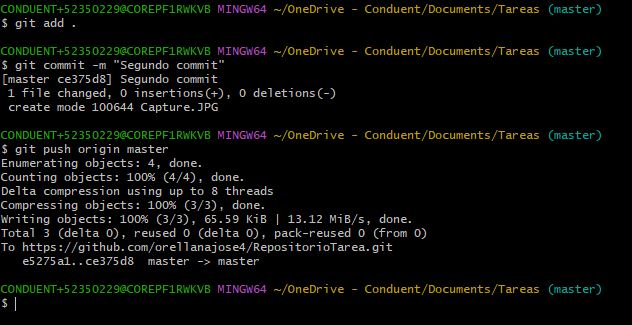 CONDUENT+52350229@COREPF1RWKVB MINGW64 ~/OneDrive - Conduent/Documents/Tareas (master)
$ git add .
CONDUENT+52350229@COREPF1RWKVB MINGW64 ~/OneDrive - Conduent/Documents/Tareas (master)
$ git commit -m "Segundo commit"
[master ce375d8] Segundo commit
 1 file changed, 0 insertions(+), 0 deletions(-)
 create mode 100644 Capture.JPG
CONDUENT+52350229@COREPF1RWKVB MINGW64 ~/OneDrive - Conduent/Documents/Tareas (master)
$ git push origin master
Enumerating objects: 4, done.
Counting objects: 100% (4/4), done.
Delta compression using up to 8 threads
Compressing objects: 100% (3/3), done.
Writing objects: 100% (3/3), 65.59 KiB | 13.12 MiB/s, done.
Total 3 (delta 0), reused 0 (delta 0), pack-reused 0 (from 0)
To https://github.com/orellanajose4/RepositorioTarea.git
   e5275a1..ce375d8  master -> master
CONDUENT+52350229@COREPF1RWKVB MINGW64 ~/OneDrive - Conduent/Documents/Tareas (master)
$